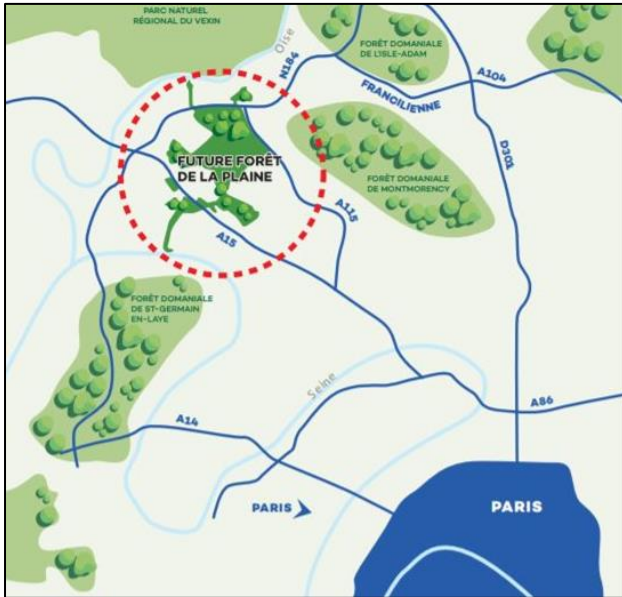 PARC NATUREL
RÉGIONAL DU VEXIN
Oise
N184
FORÊT DOMANIALE
DE L'ISLE-ADAM
A104
FRANCILIENNE
D301
FUTURE FORÊT
DE LA PLAINE
FORÊT DOMANIALE
DE MONTMORENCY
A115
A15
FORÊT DOMANIALE
DE ST-GERMAIN
EN-LAYE
Seine
A14
A86
PARIS
PARIS